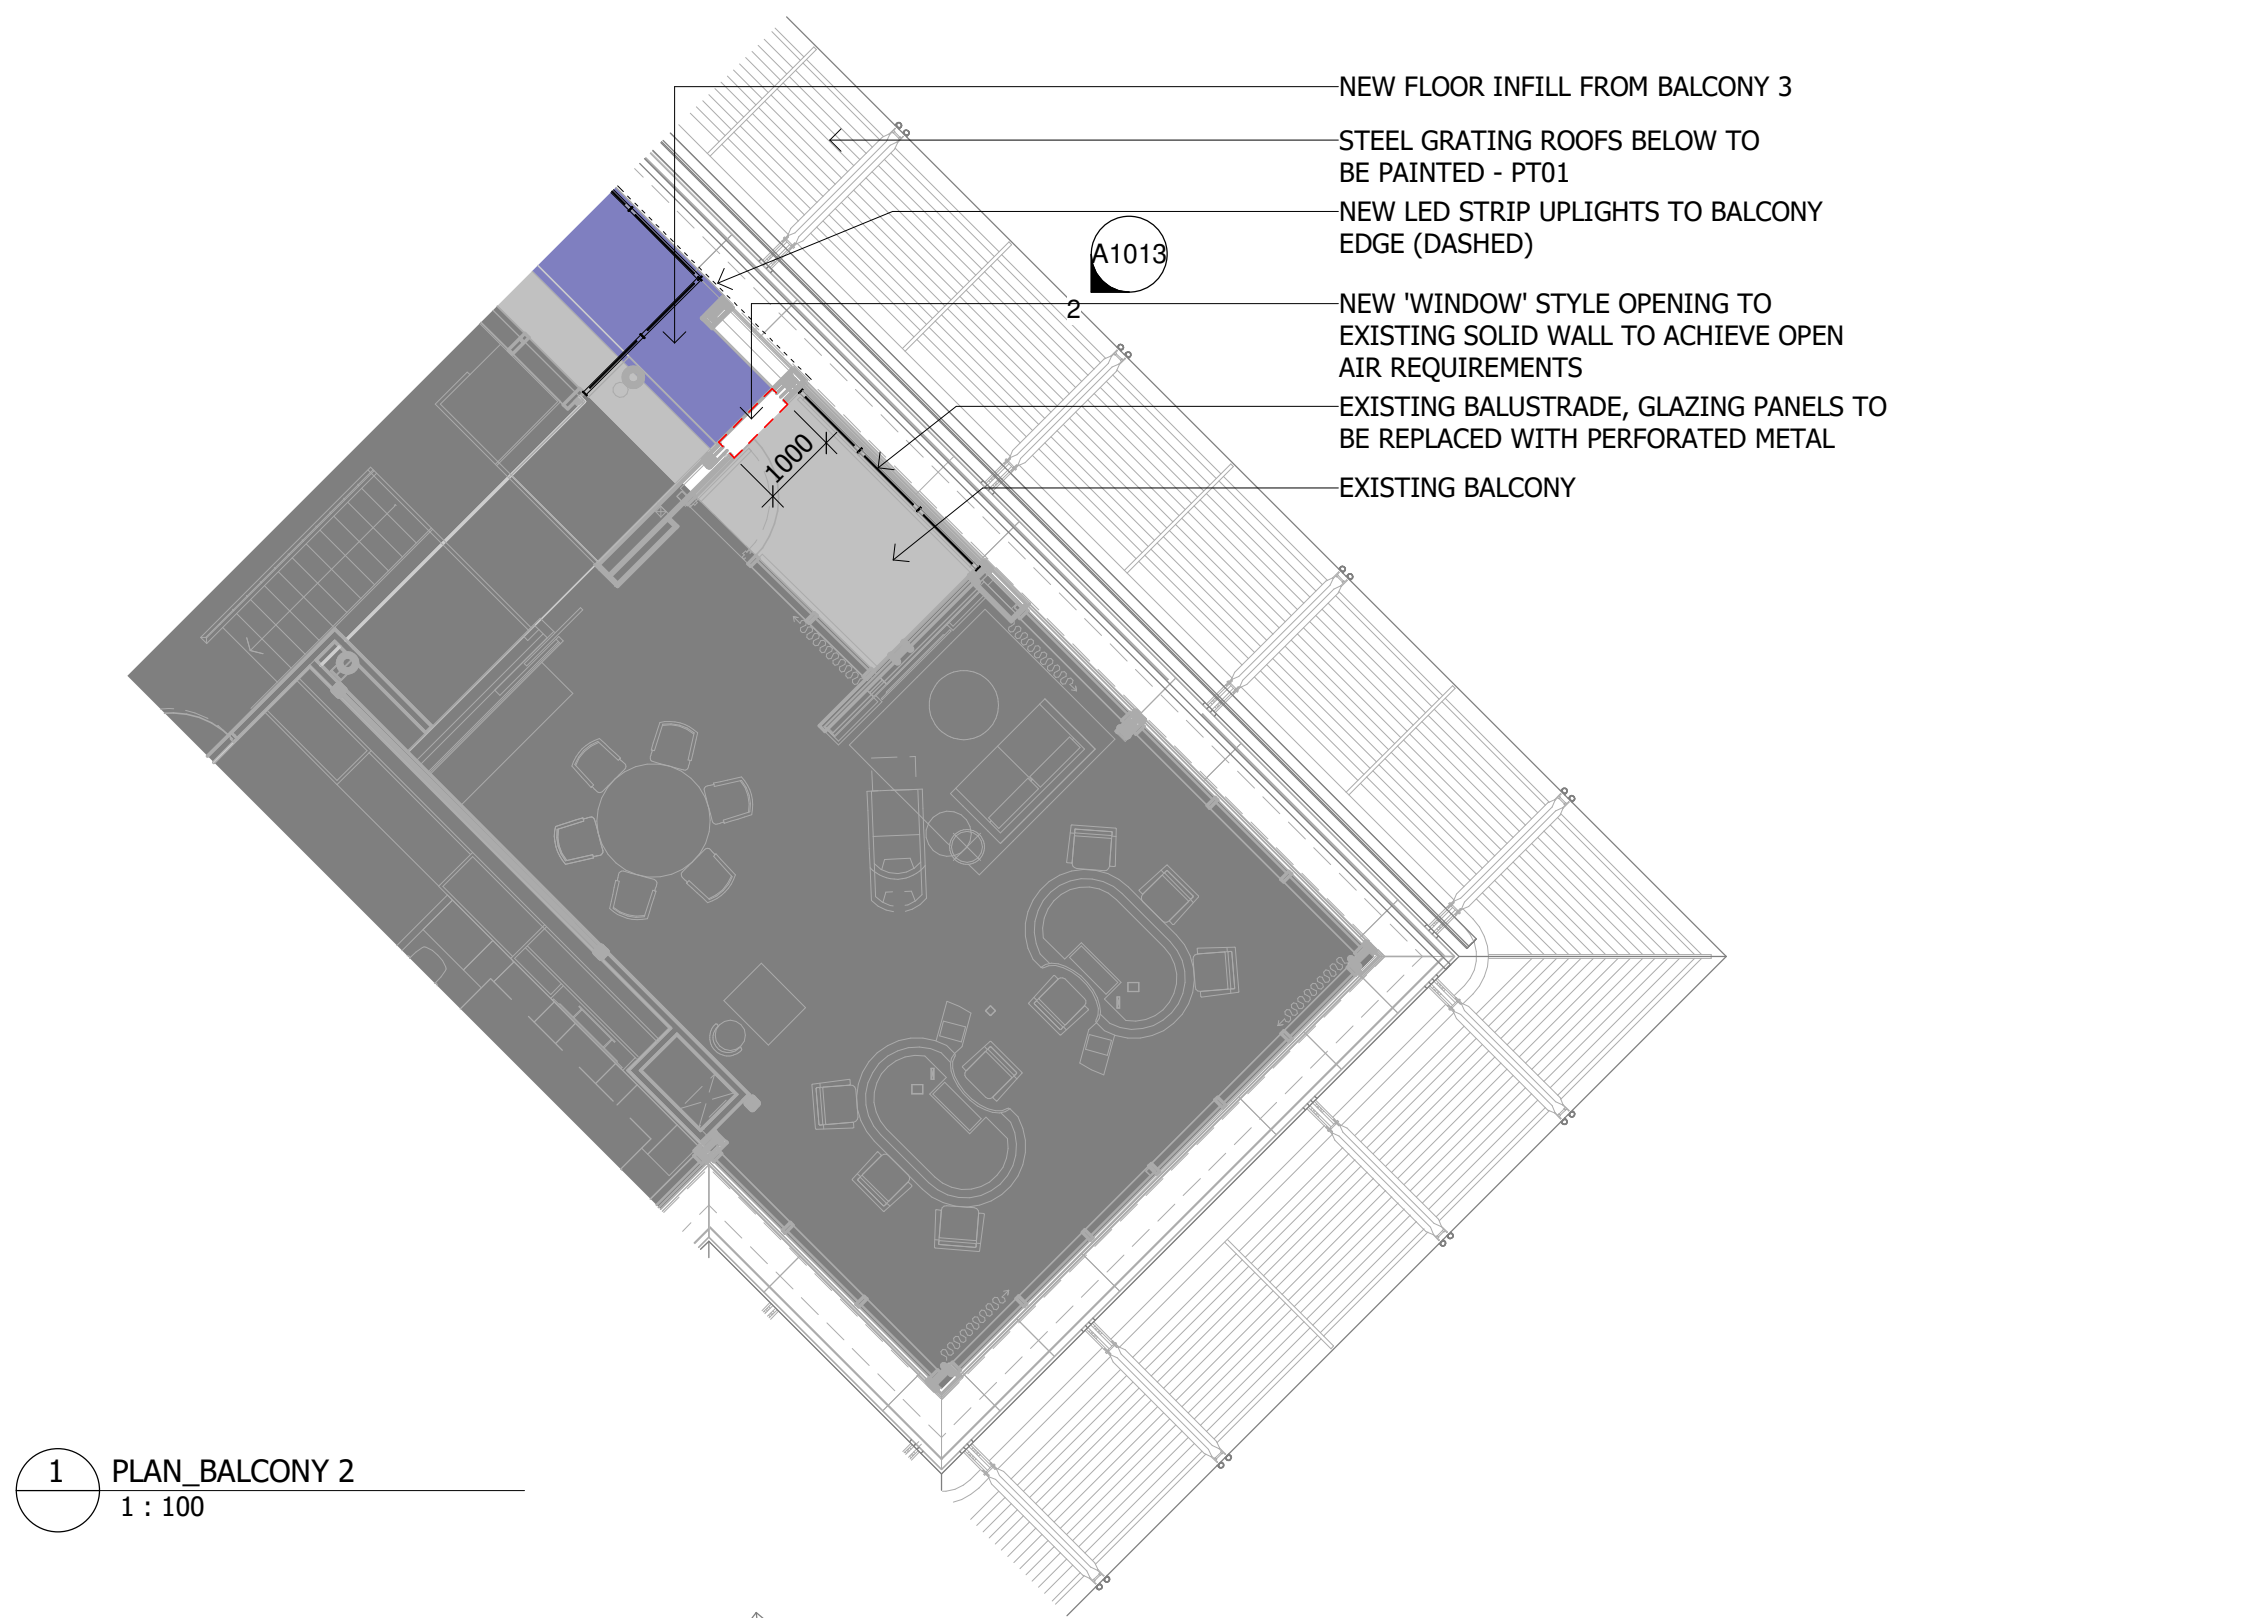 NEW FLOOR INFILL FROM BALCONY 3
STEEL GRATING ROOFS BELOW TO
BE PAINTED - PT01
NEW LED STRIP UPLIGHTS TO BALCONY
EDGE (DASHED)
A1013
2
NEW 'WINDOW' STYLE OPENING TO
EXISTING SOLID WALL TO ACHIEVE OPEN
AIR REQUIREMENTS
EXISTING BALUSTRADE, GLAZING PANELS TO
BE REPLACED WITH PERFORATED METAL
1000
EXISTING BALCONY
1
PLAN_BALCONY 2
1 : 100